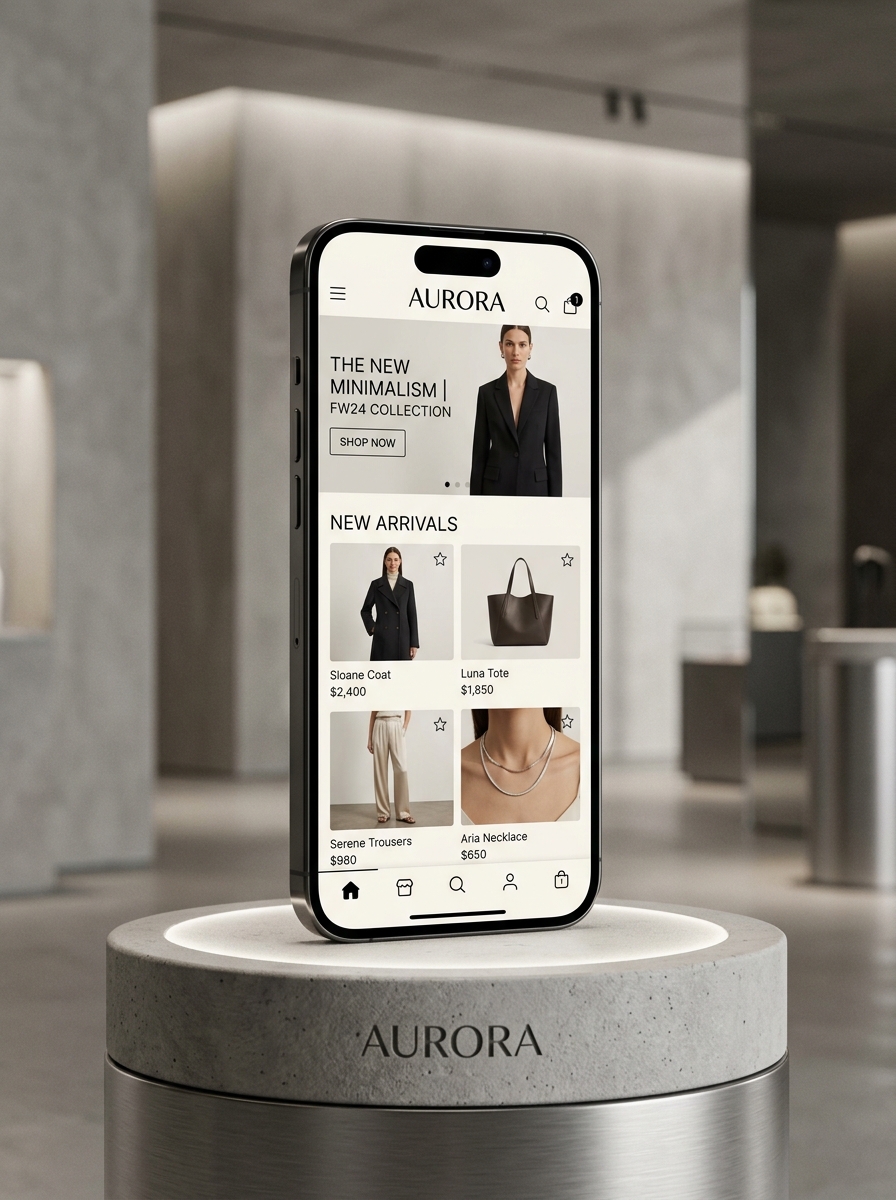 AURORA
1
THE NEW
MINIMALISM |
FW24 COLLECTION
SHOP NOW
NEW ARRIVALS
Sloane Coat
$2,400
Luna Tote
$1,850
Serene Trousers
$980
Aria Necklace
$650
AURORA